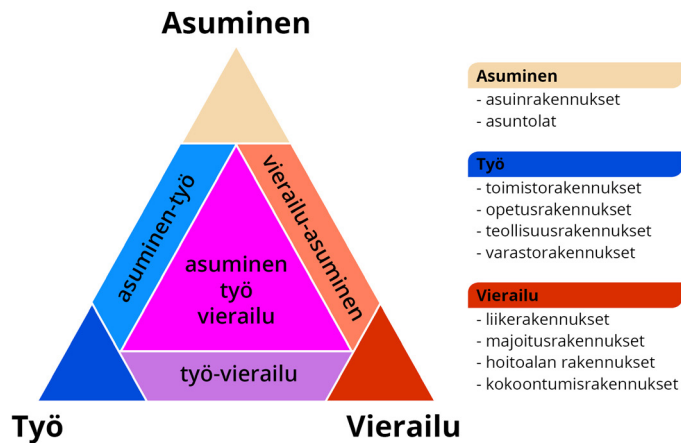 Asuminen
asuminen-työ
vierailu-asuminen
asuminen
työ
vierailu
työ-vierailu
Työ
Vierailu
Asuminen
- asuinrakennukset
- asuntolat
Työ
- toimistorakennukset
- opetusrakennukset
- teollisuusrakennukset
- varastorakennukset
Vierailu
- liikerakennukset
- majoitusrakennukset
- hoitoalan rakennukset
- kokoontumisrakennukset